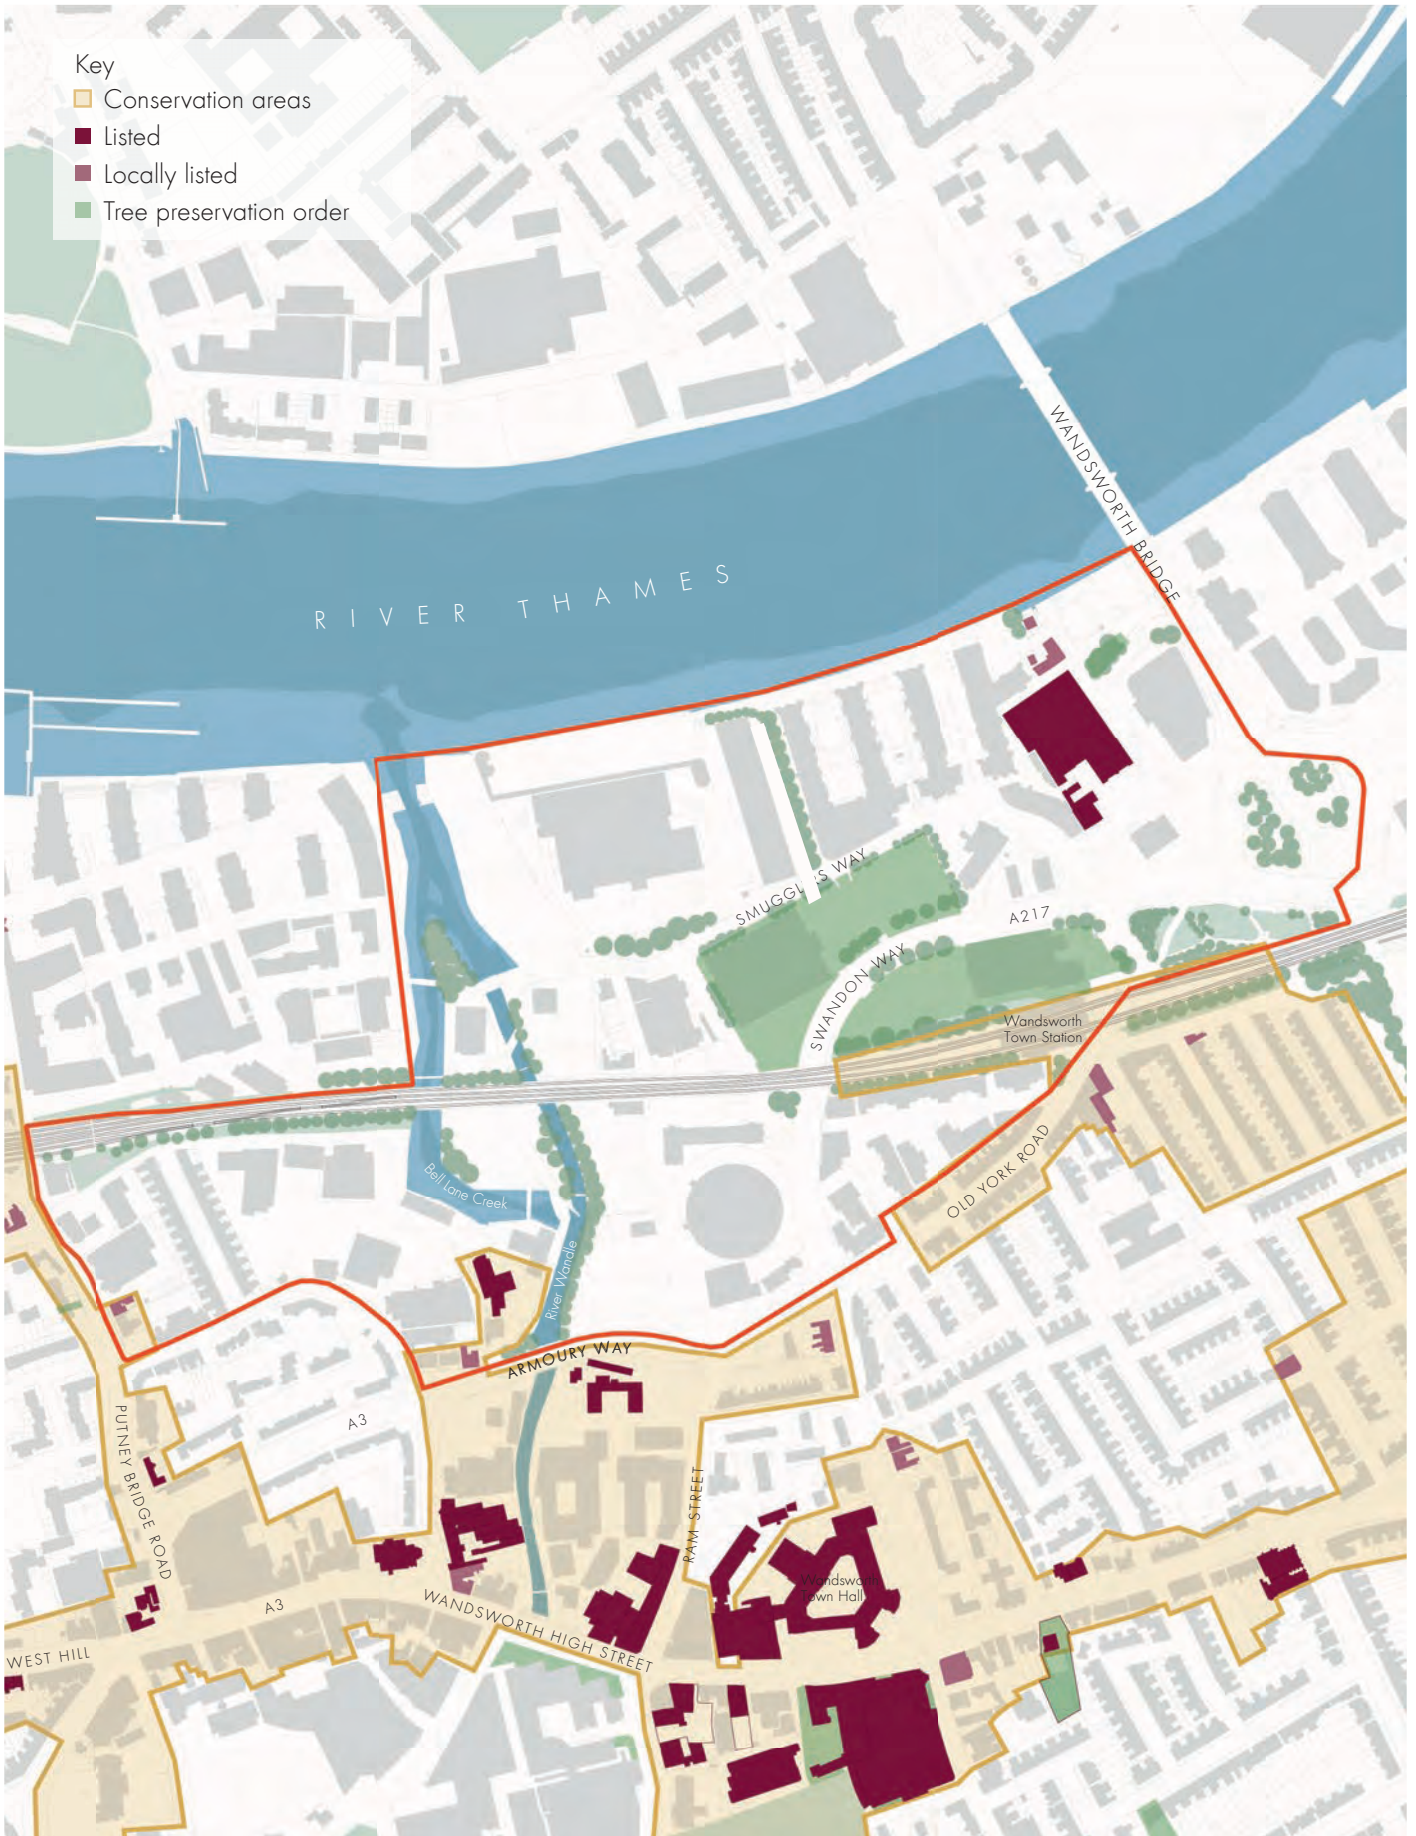 Key
Conservation areas
Listed
Locally listed
Tree preservation order
WANDSWORTH BRIDGE
RIVER THAMES
SMUGGLERS WAY
A217
SWANDON WAY
Wandsworth
Town Station
OLD YORK ROAD
Bell Lane Creek
River Wandle
ARMOURY WAY
A3
PUTNEY BRIDGE ROAD
RAM STREET
Wandsworth
Town Hall
A3
WANDSWORTH HIGH STREET
WEST HILL